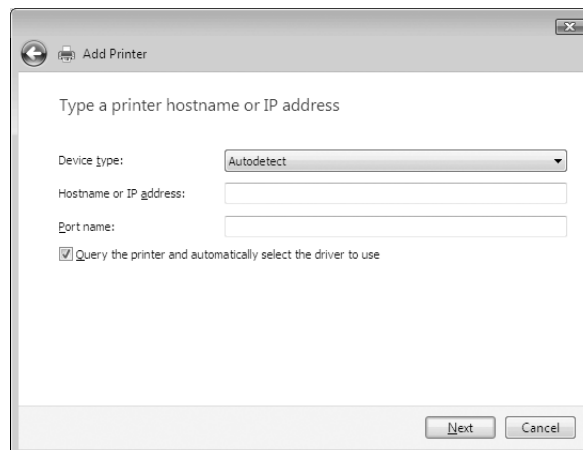 Add Printer
Type a printer hostname or IP address
Device type: Autodetect
Hostname or IP address:
Port name:
Query the printer and automatically select the driver to use
Next Cancel